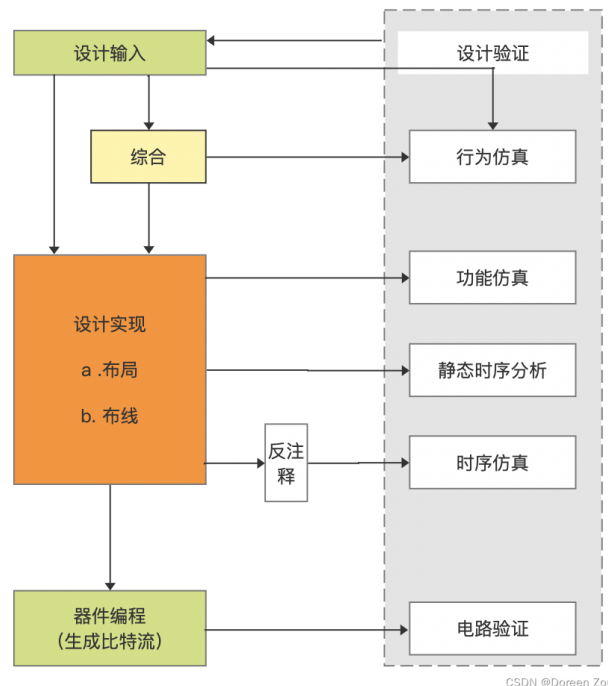 设计输入
设计验证
综合
行为仿真
功能仿真
设计实现
a .布局
静态时序分析
b. 布线
反注
释
时序仿真
器件编程
（生成比特流）
电路验证
CSDN @Doreen Zou